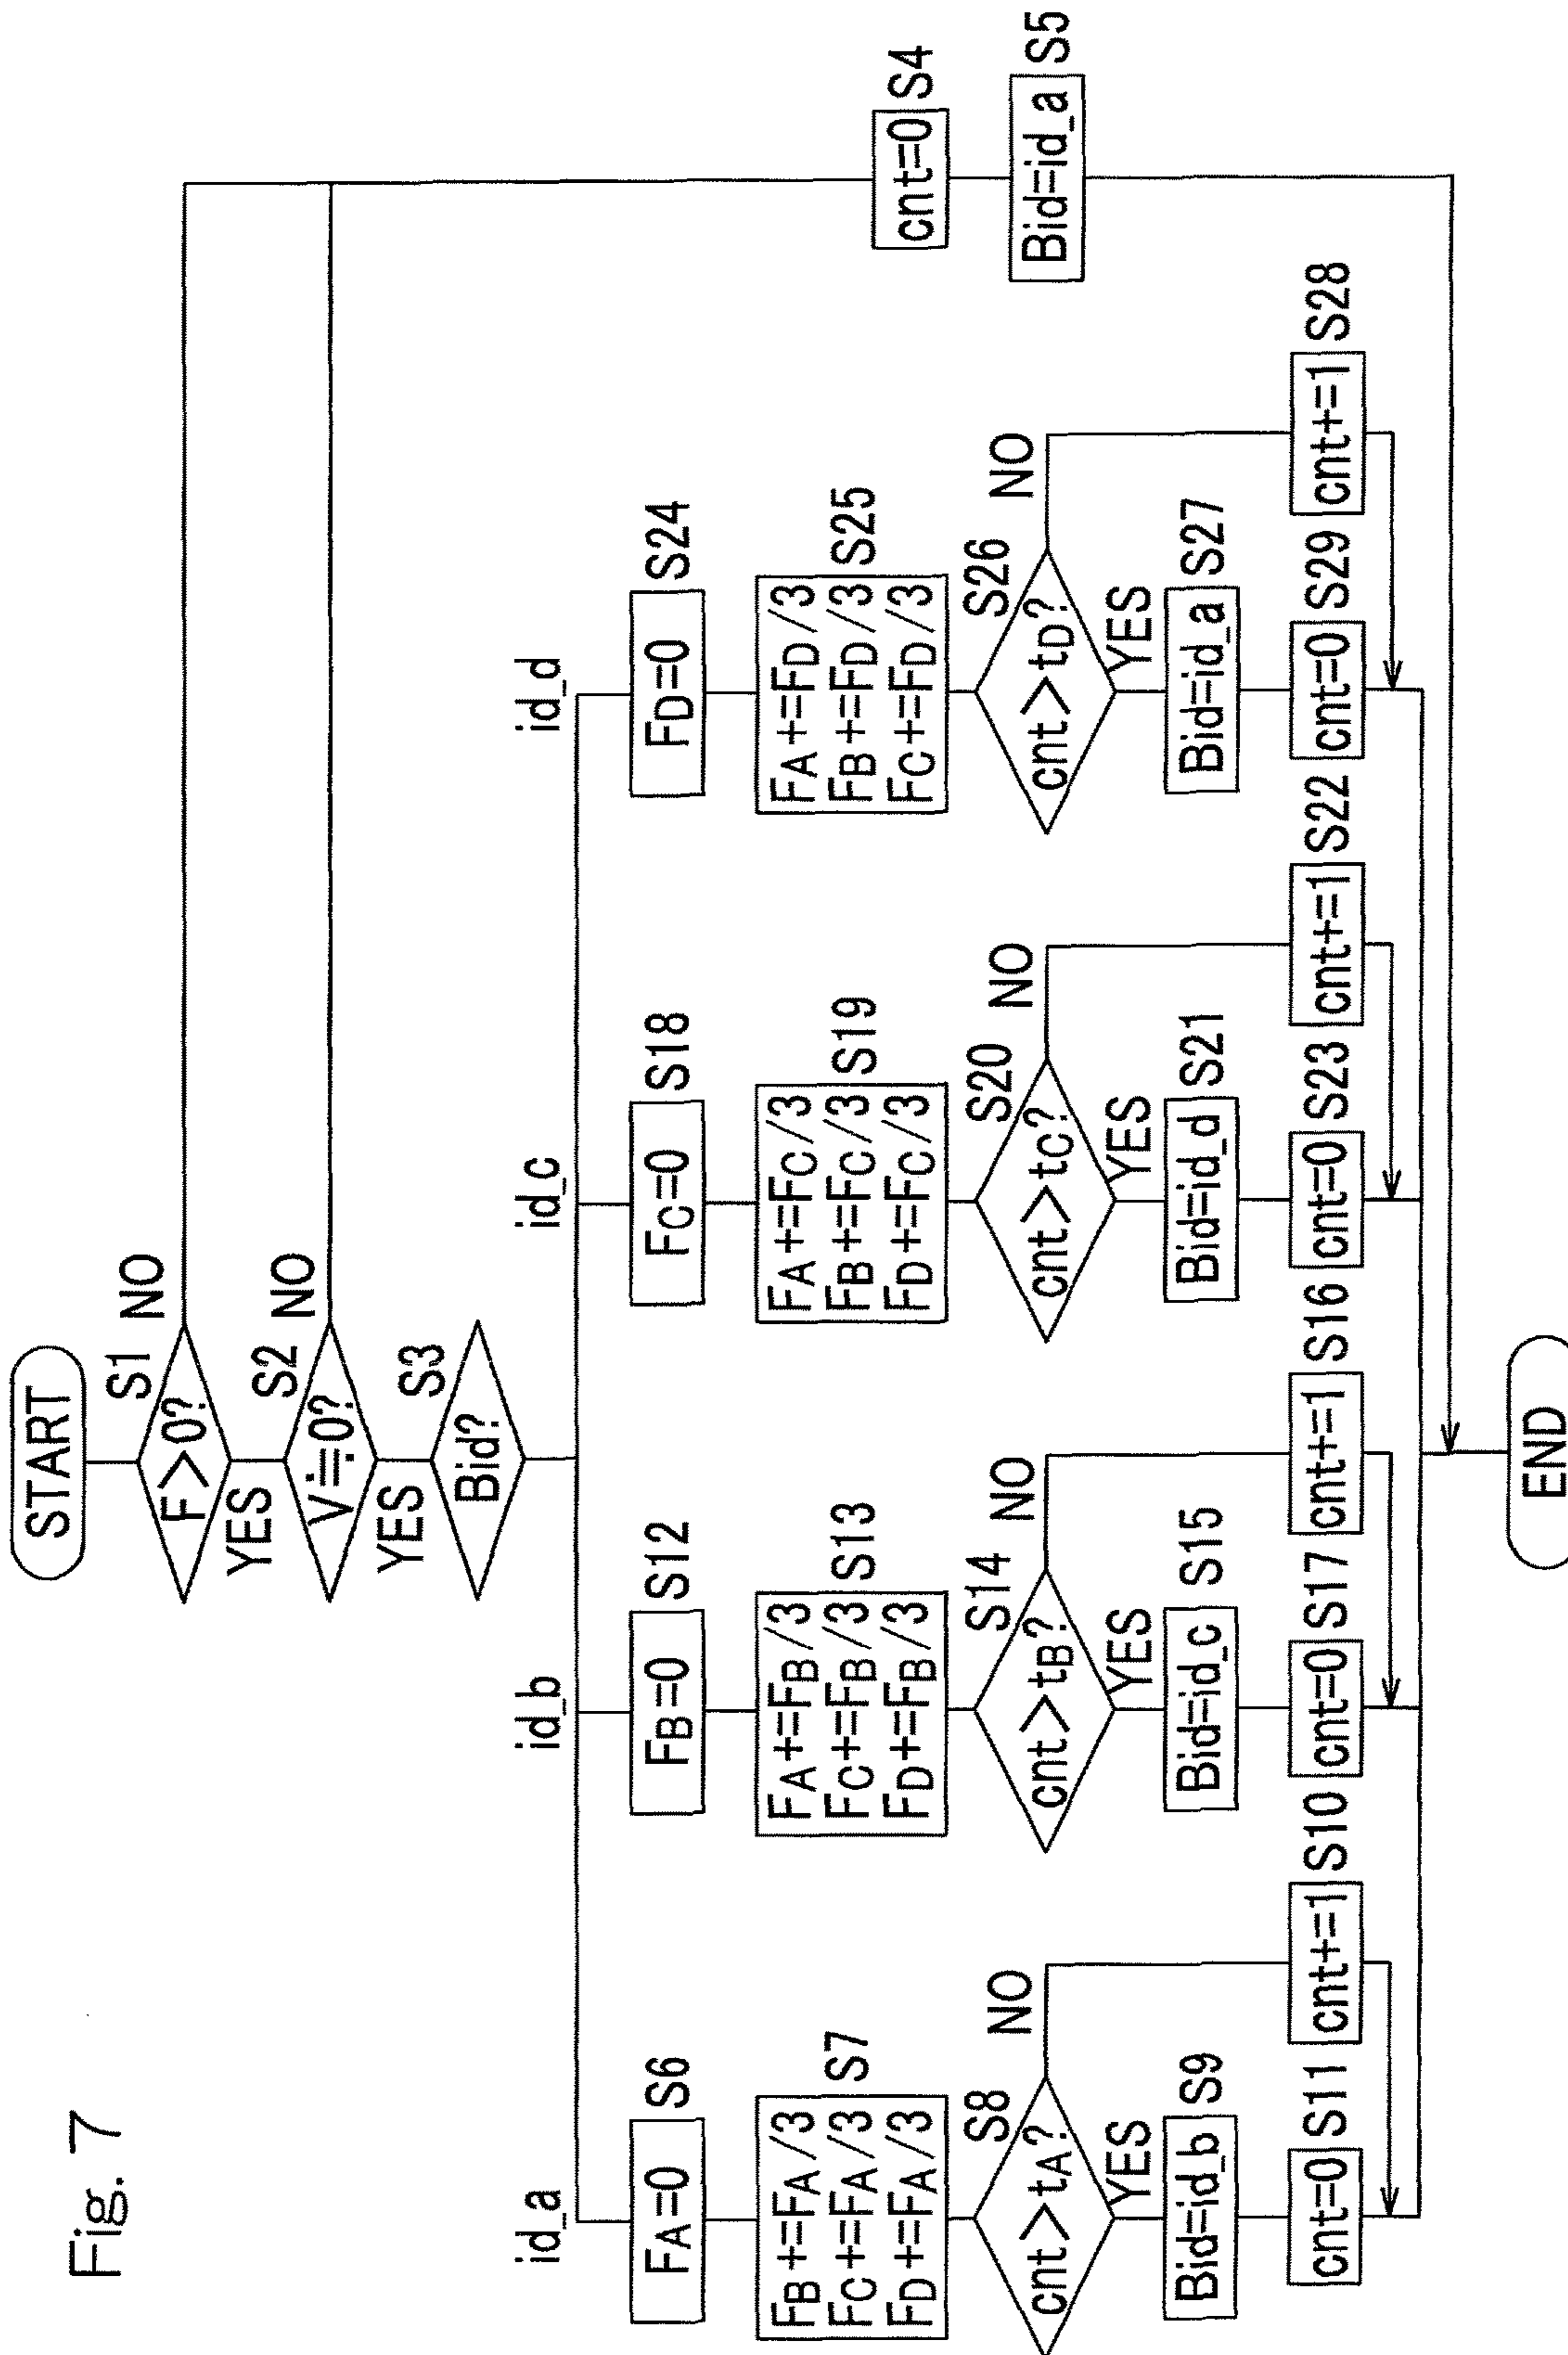 Fig. 7
START
F>0? S1
NO
YES
V≒0? S2
NO
YES
Bid? S3
id_a
FA=0 S6
FB+=FA/3
FC+=FA/3
FD+=FA/3
S7
cnt>tA? S8
NO
YES
Bid=id_b S9
cnt=0 S11
cnt+=1 S10
id_b
FB=0 S12
FA+=FB/3
FC+=FB/3
FD+=FB/3
S13
cnt>tB? S14
NO
YES
Bid=id_c S15
cnt=0 S17
cnt+=1 S16
id_c
FC=0 S18
FA+=FC/3
FB+=FC/3
FD+=FC/3
S19
cnt>tC? S20
NO
YES
Bid=id_d S21
cnt=0 S23
cnt+=1 S22
id_d
FD=0 S24
FA+=FD/3
FB+=FD/3
FC+=FD/3
S25
cnt>tD? S26
NO
YES
Bid=id_a S27
cnt=0 S29
cnt+=1 S28
cnt=0 S4
Bid=id_a S5
END